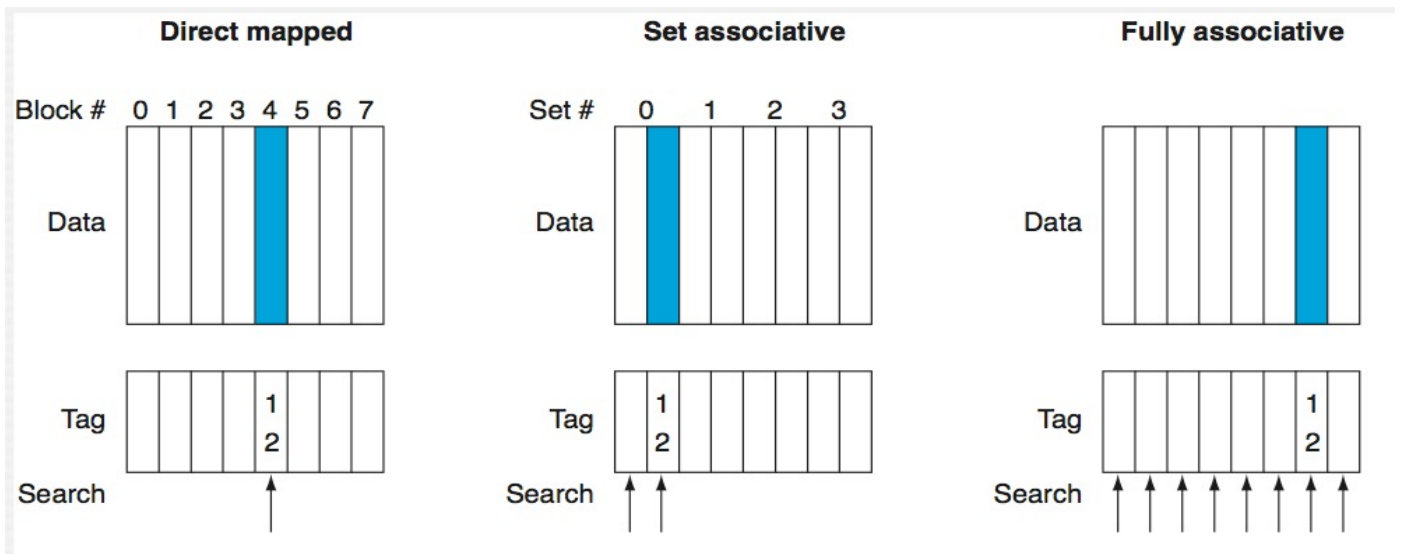 Direct mapped
Set associative
Fully associative
Block # 0 1 2 3 4 5 6 7
Set # 0 1 2 3
Data
Data
Data
1
1
1
Tag
Tag
Tag
2
2
2
Search
Search
Search